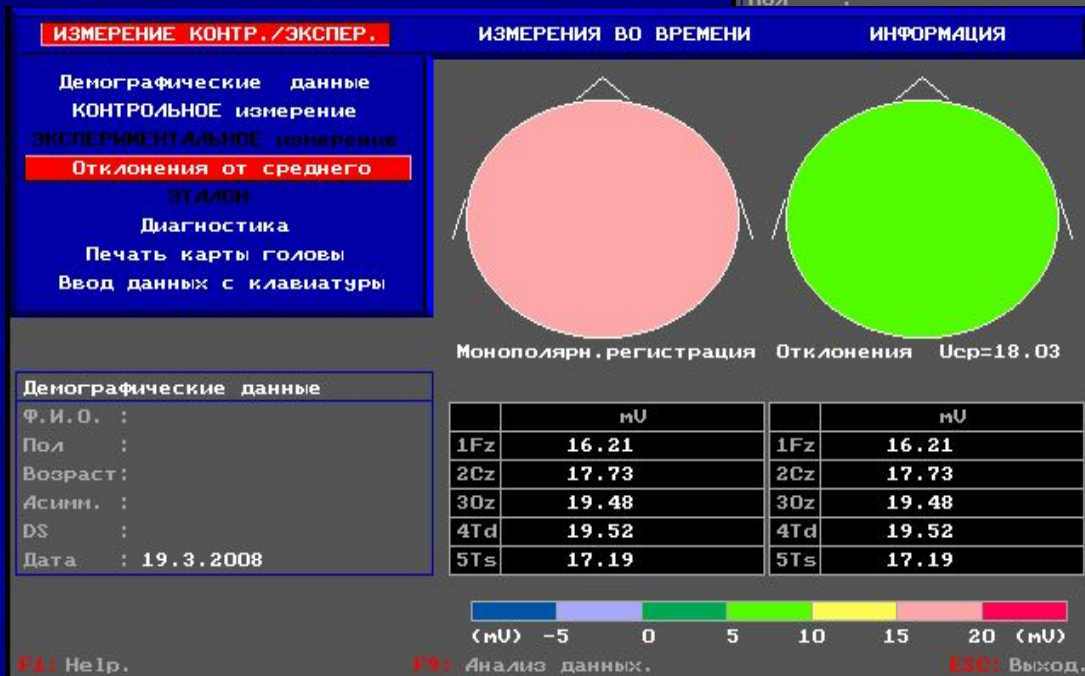 Пол :
ИЗМЕРЕНИЕ КОНТР./ЭКСПЕР. ИЗМЕРЕНИЯ ВО ВРЕМЕНИ ИНФОРМАЦИЯ
Демографические данные
КОНТРОЛЬНОЕ измерение
ЭКСПЕРИМЕНТАЛЬНОЕ измерение
Отклонения от среднего
ЭТАЛОН
Диагностика
Печать карты головы
Ввод данных с клавиатуры
Монополярн.регистрация Отклонения Uср=18.03
Демографические данные
Ф.И.О. :
Пол :
Возраст:
Асимм. :
DS :
Дата : 19.3.2008
mV
1Fz 16.21
2Cz 17.73
3Oz 19.48
4Td 19.52
5Ts 17.19
mV
1Fz 16.21
2Cz 17.73
3Oz 19.48
4Td 19.52
5Ts 17.19
(mV) -5 0 5 10 15 20 (mV)
F1: Help. F9: Анализ данных. ESC: Выход.